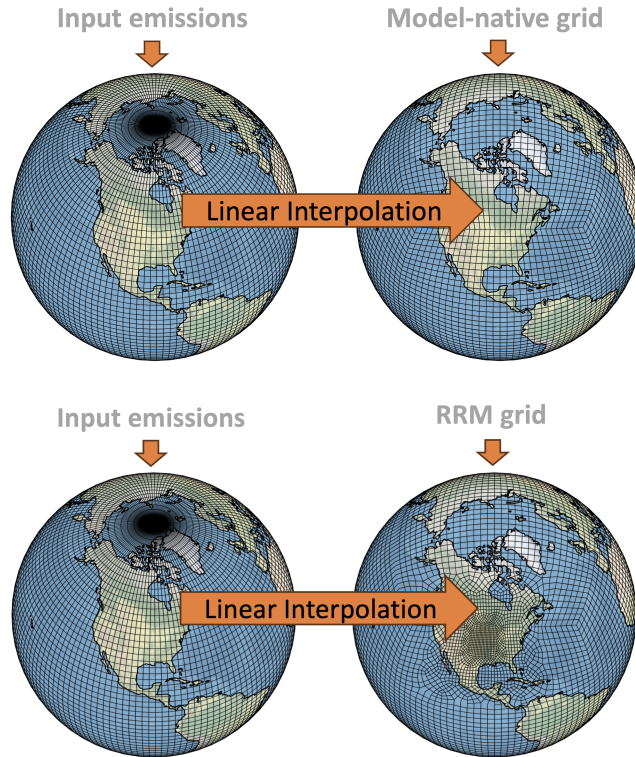 Input emissions
Model-native grid
Linear Interpolation
Input emissions
RRM grid
Linear Interpolation